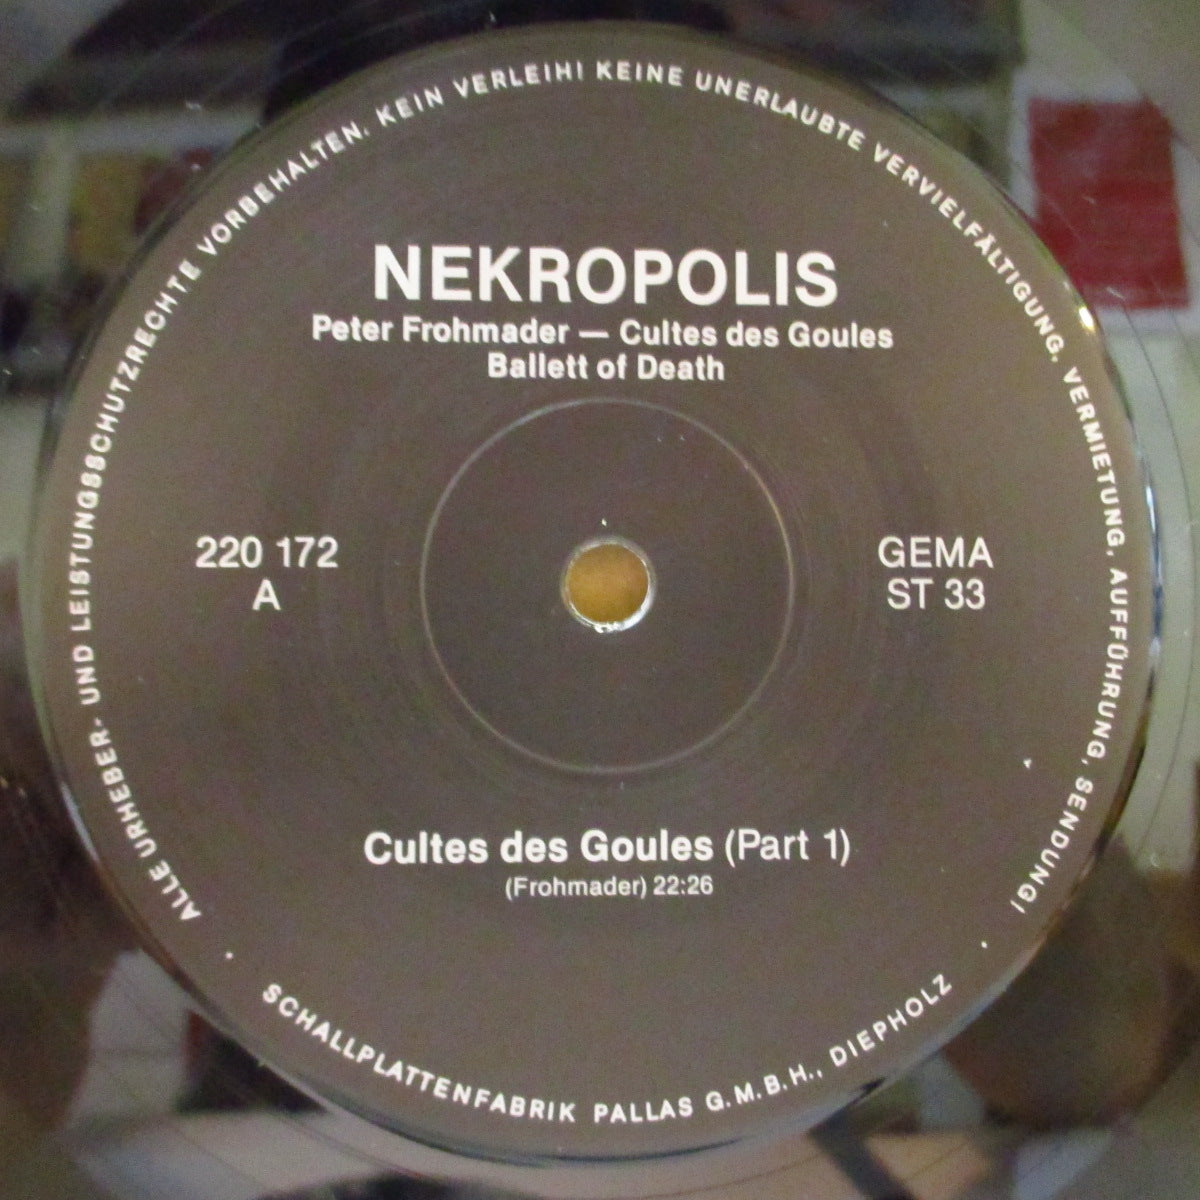 ALLE URHEBER- UND LEISTUNGSSCHUTZRECHTE VORBEHALTEN. KEIN VERLEIH! KEINE UNERLAUBTE VERVIELFÄLTIGUNG, VERMIETUNG, AUFFÜHRUNG, SENDUNG!
NEKROPOLIS
Peter Frohmader — Cultes des Goules
Ballett of Death
220 172
A
GEMA
ST 33
Cultes des Goules (Part 1)
(Frohmader) 22:26
SCHALLPLATTENFABRIK PALLAS G.M.B.H., DIEPHOLZ